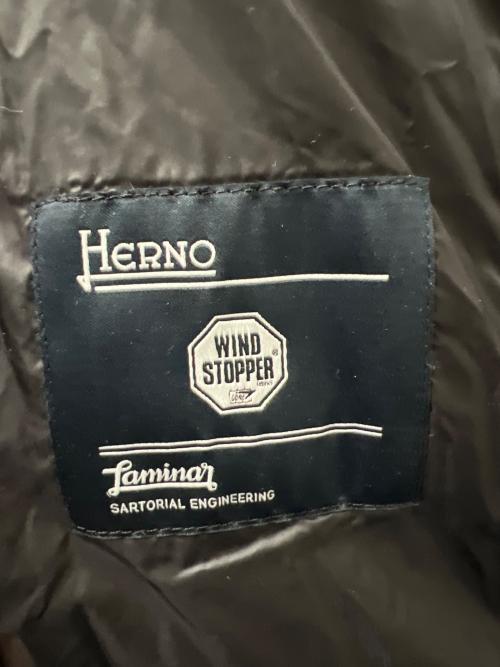 HERNO
WIND
STOPPER®
Laminar
SARTORIAL ENGINEERING